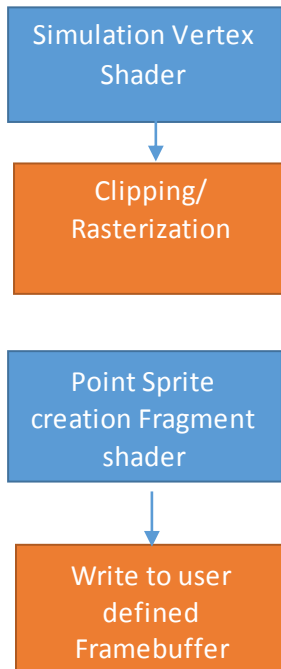 Simulation Vertex
Shader
Clipping/
Rasterization
Point Sprite
creation Fragment
shader
Write to user
defined
Framebuffer